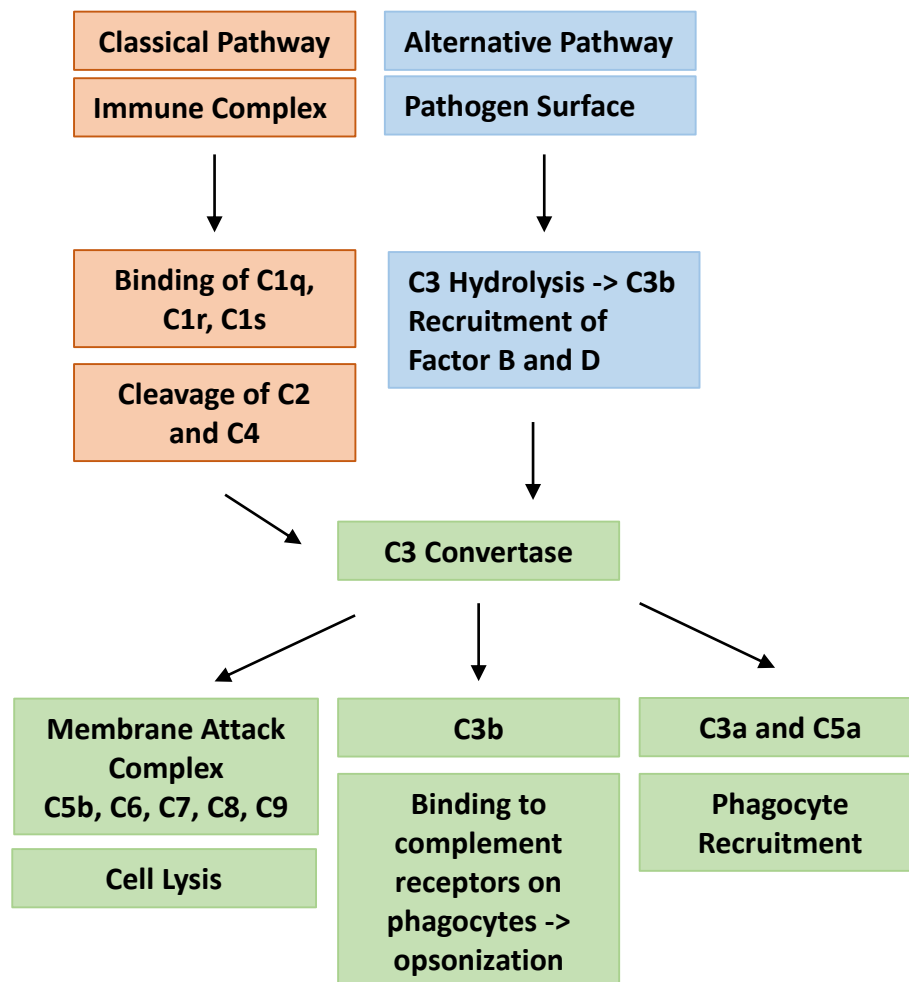 Classical Pathway
Alternative Pathway
Immune Complex
Pathogen Surface
Binding of C1q,
C1r, C1s
C3 Hydrolysis -> C3b
Recruitment of
Factor B and D
Cleavage of C2
and C4
C3 Convertase
Membrane Attack
Complex
C5b, C6, C7, C8, C9
Cell Lysis
C3b
Binding to
complement
receptors on
phagocytes ->
opsonization
C3a and C5a
Phagocyte
Recruitment